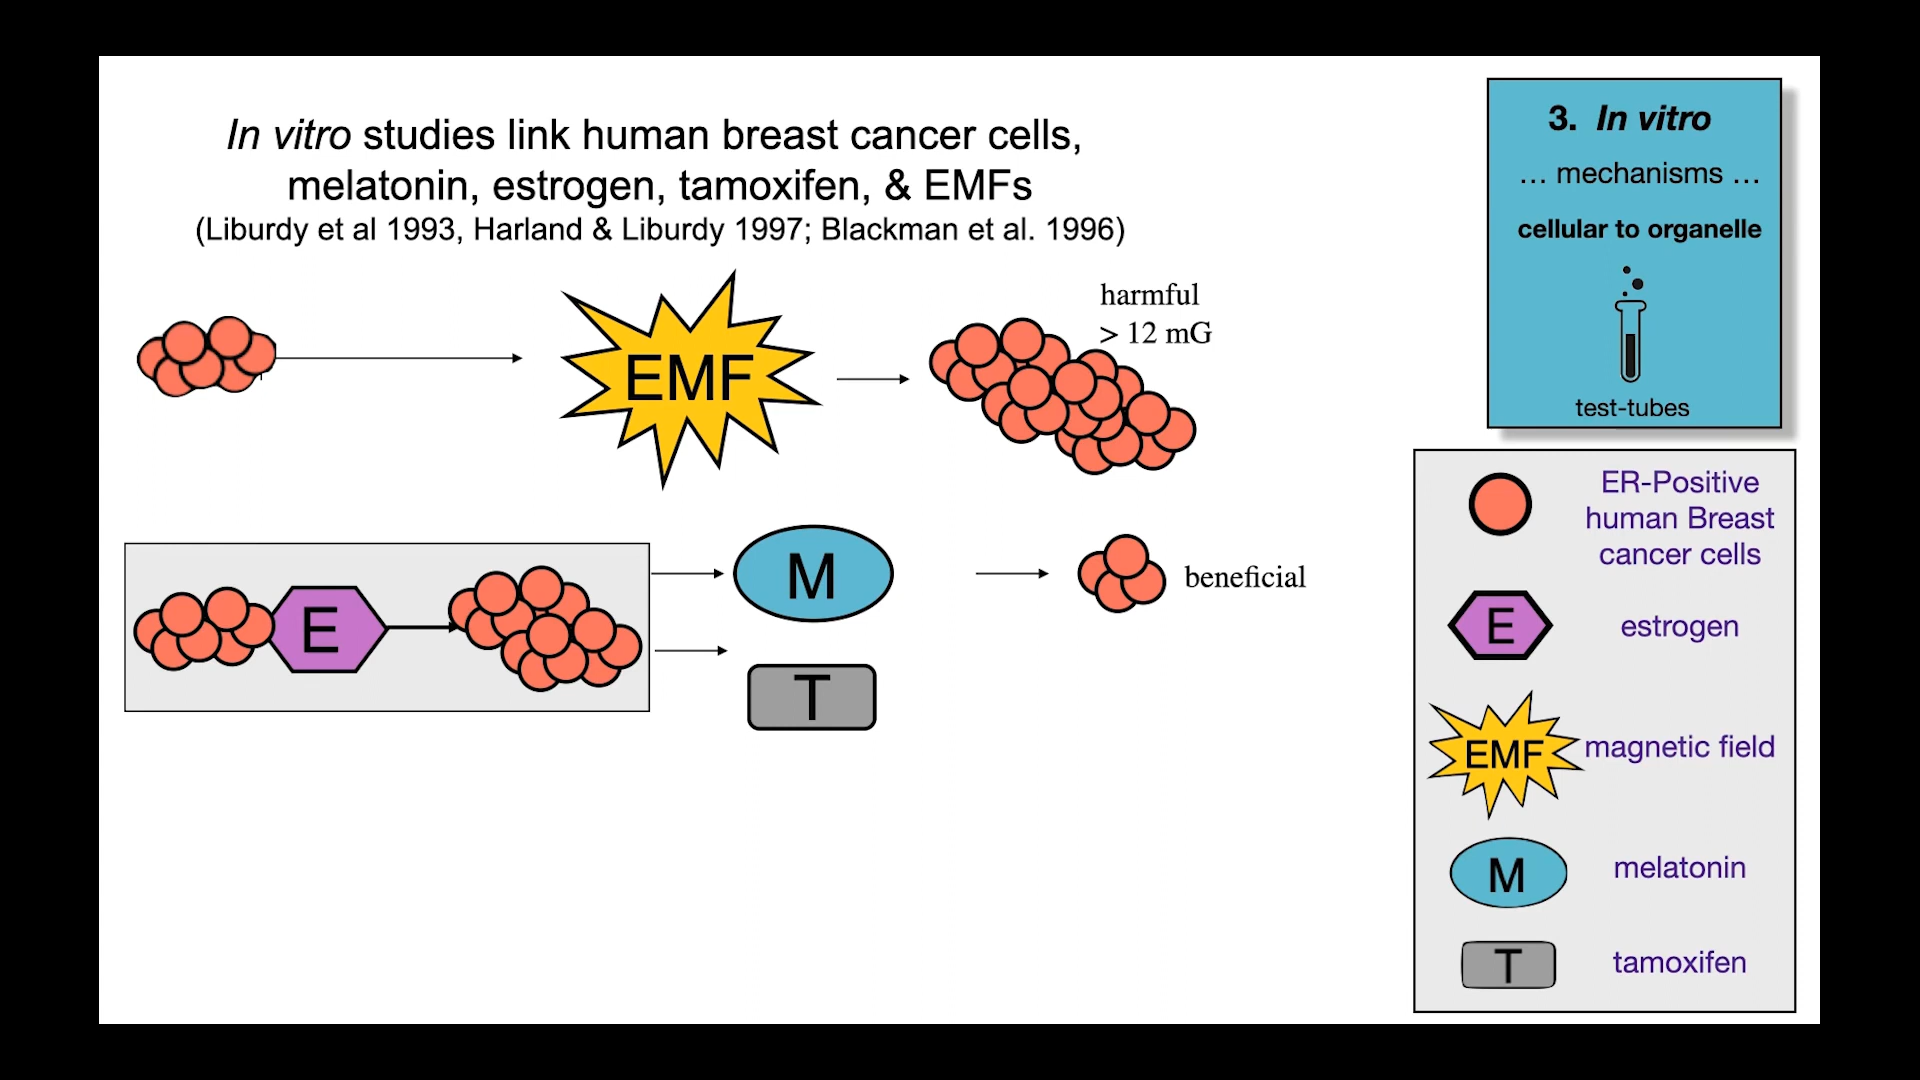 In vitro studies link human breast cancer cells,
melatonin, estrogen, tamoxifen, & EMFs
(Liburdy et al 1993, Harland & Liburdy 1997; Blackman et al. 1996)
EMF
harmful
> 12 mG
E
M
beneficial
T
3. In vitro
... mechanisms ...
cellular to organelle
test-tubes
ER-Positive
human Breast
cancer cells
E estrogen
EMF magnetic field
M melatonin
T tamoxifen